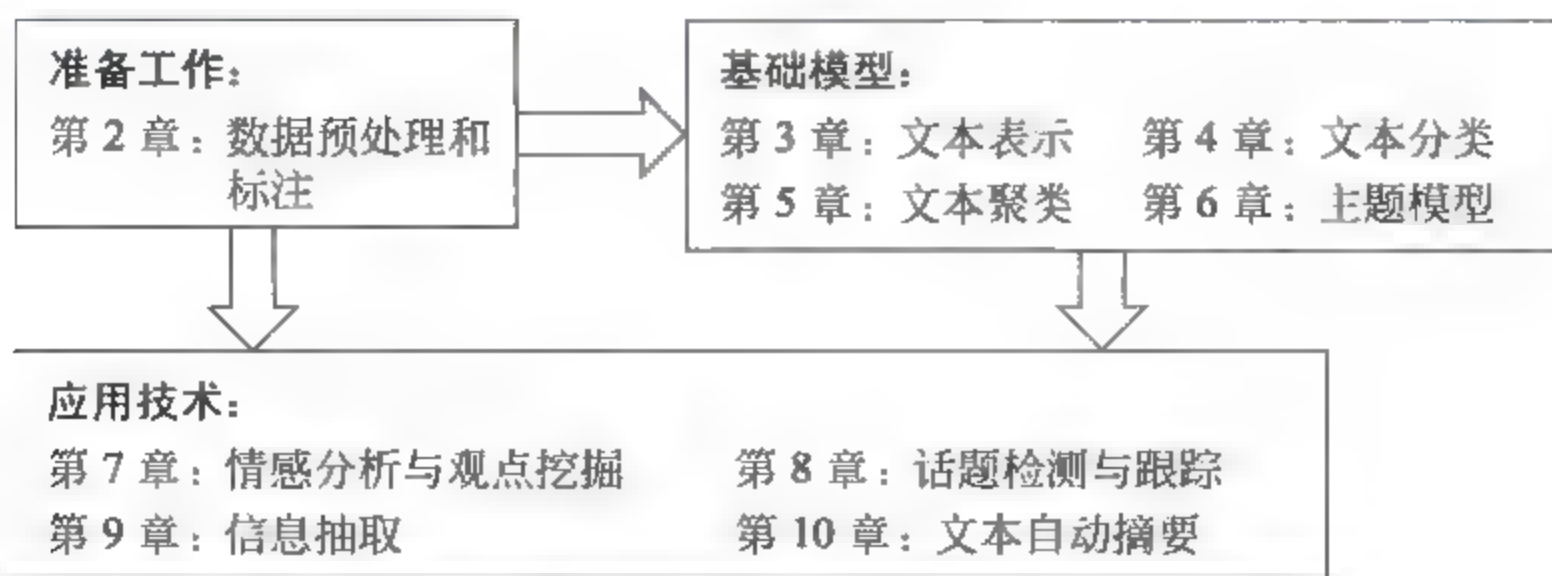 准备工作:
第 2 章: 数据预处理和
标注
基础模型:
第 3 章: 文本表示 第 4 章: 文本分类
第 5 章: 文本聚类 第 6 章: 主题模型
应用技术:
第 7 章: 情感分析与观点挖掘 第 8 章: 话题检测与跟踪
第 9 章: 信息抽取 第 10 章: 文本自动摘要